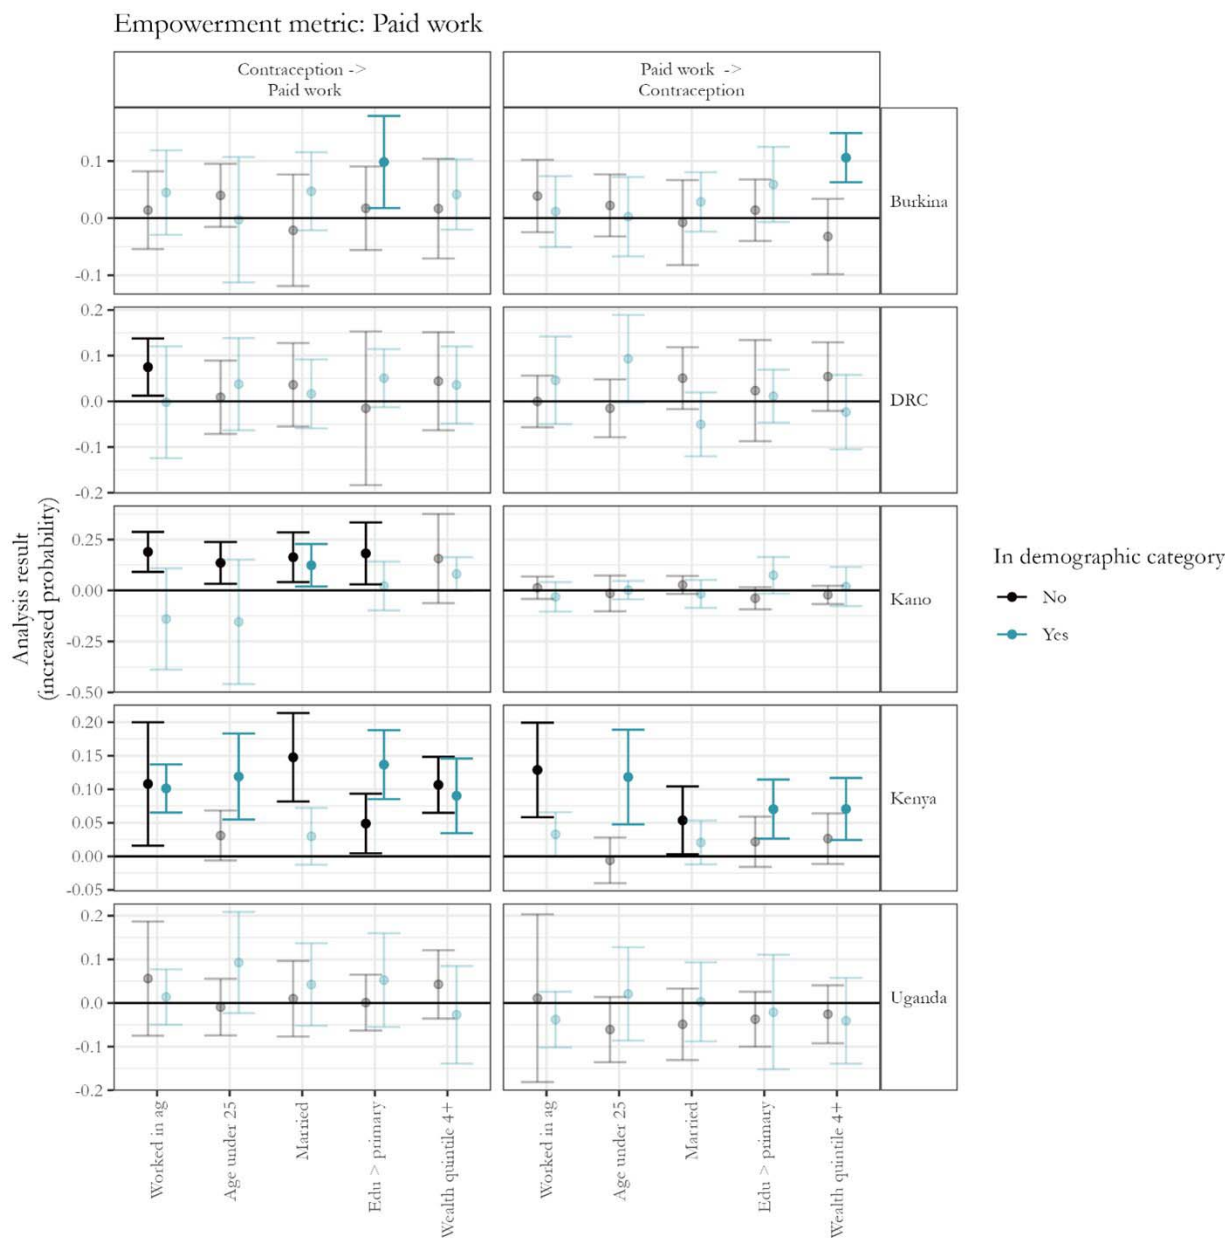 Empowerment metric: Paid work
Contraception ->
Paid work
Paid work ->
Contraception
0.1
0.0
-0.1
Burkina
0.2
0.1
0.0
-0.1
-0.2
DRC
0.25
0.00
-0.25
-0.50
Kano
0.20
0.15
0.10
0.05
0.00
-0.05
Kenya
0.2
0.1
0.0
-0.1
-0.2
Uganda
Analysis result
(increased probability)
Worked in ag
Age under 25
Married
Edu > primary
Wealth quintile 4+
Worked in ag
Age under 25
Married
Edu > primary
Wealth quintile 4+
In demographic category
No
Yes